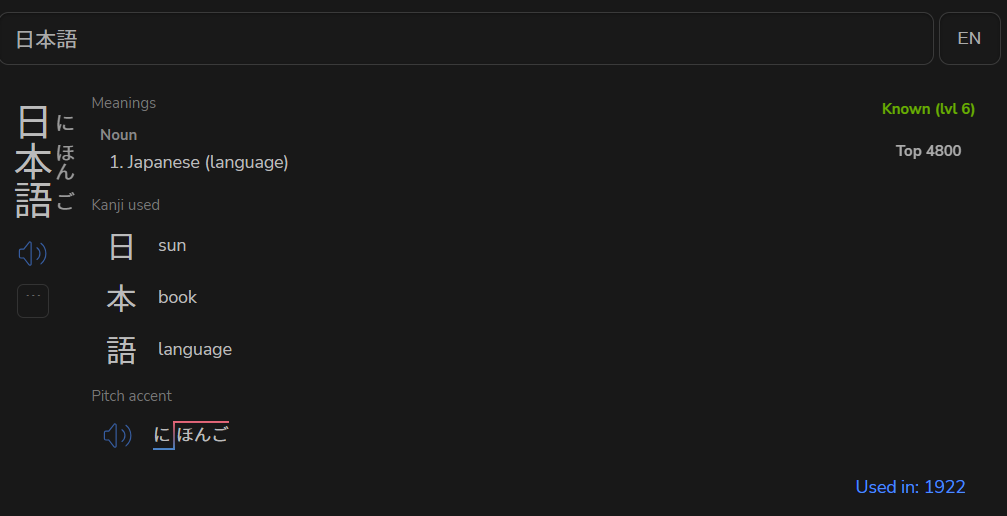 日本語
EN
日本語
に
ほん
ご
Meanings
Known (lvl 6)
Noun
Top 4800
1. Japanese (language)
Kanji used
日 sun
本 book
語 language
Pitch accent
にほんご
Used in: 1922